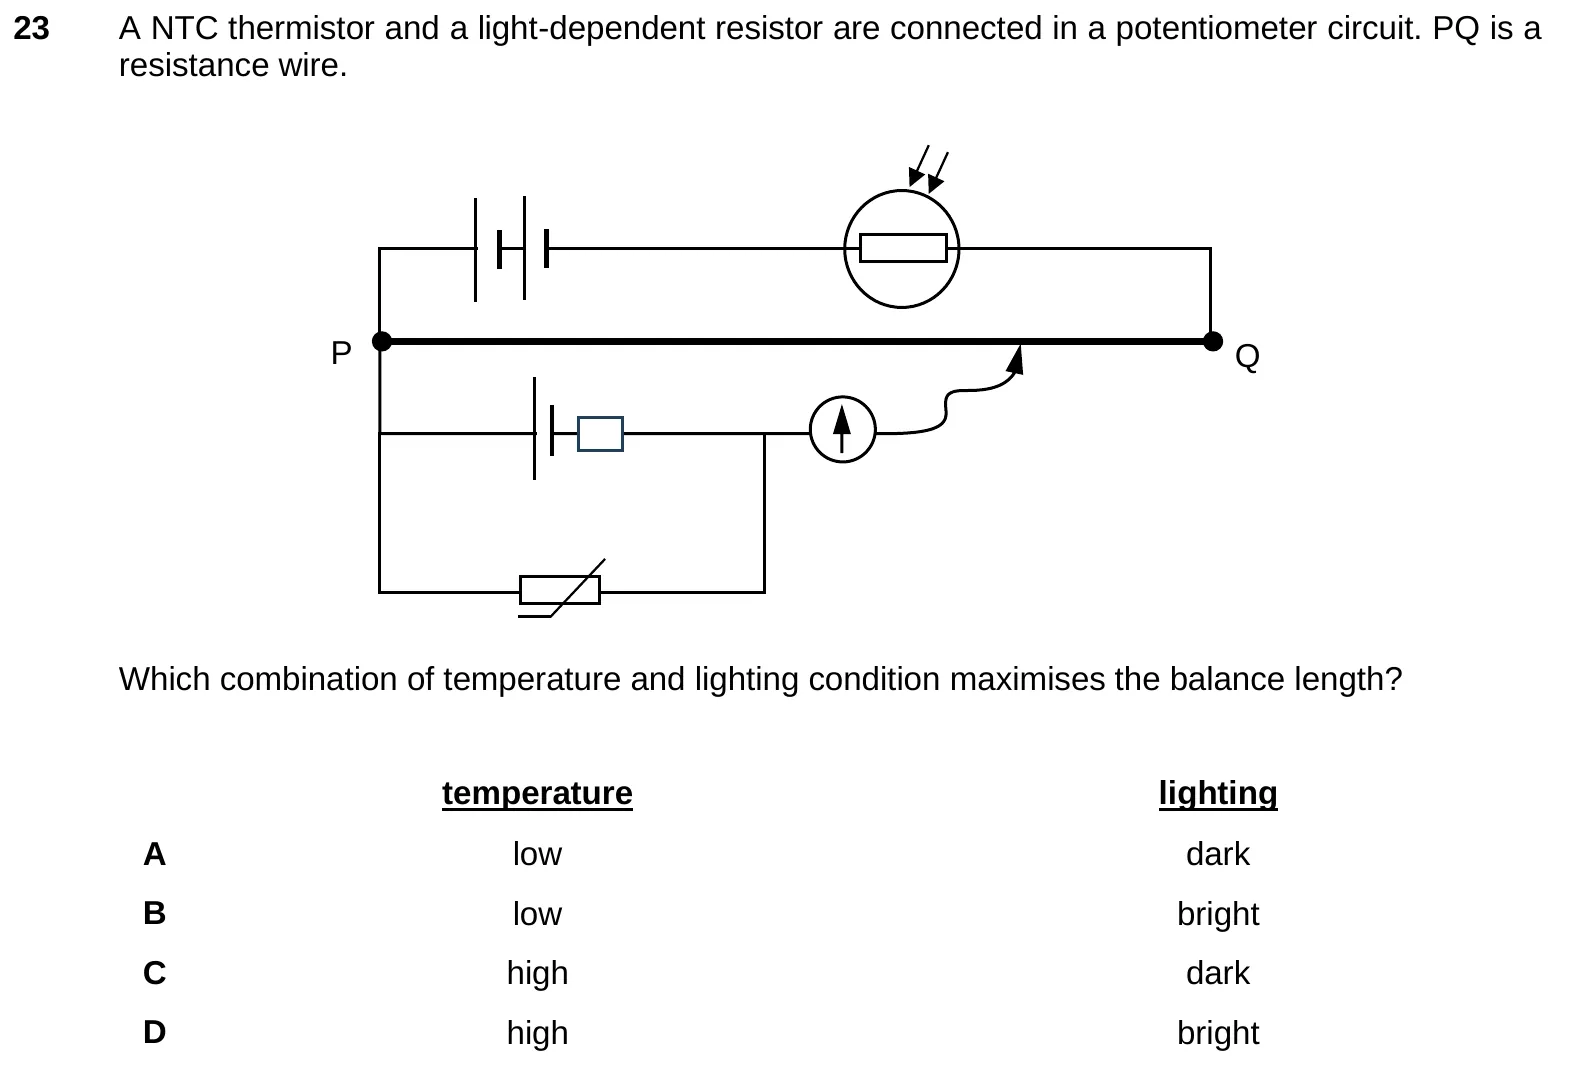 23 A NTC thermistor and a light-dependent resistor are connected in a potentiometer circuit. PQ is a
resistance wire.
P
Q
Which combination of temperature and lighting condition maximises the balance length?
temperature lighting
A low dark
B low bright
C high dark
D high bright